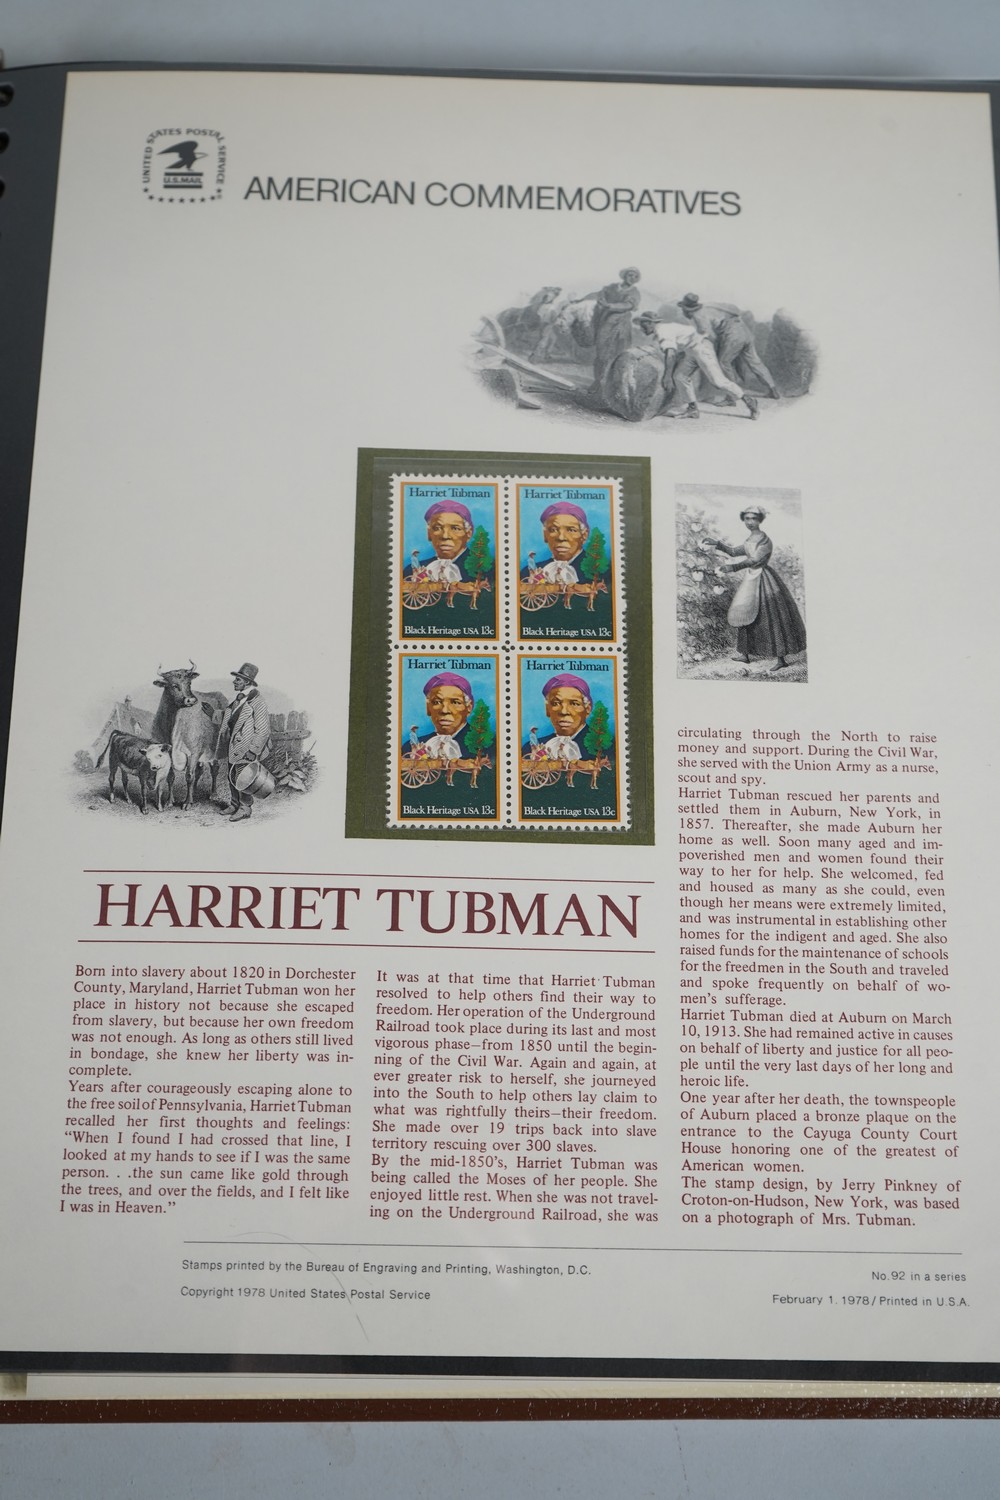 UNITED STATES POSTAL SERVICE
U.S.MAIL
AMERICAN COMMEMORATIVES
Harriet Tubman
Black Heritage USA 13c
Harriet Tubman
Black Heritage USA 13c
Harriet Tubman
Black Heritage USA 13c
Harriet Tubman
Black Heritage USA 13c
HARRIET TUBMAN
Born into slavery about 1820 in Dorchester
County, Maryland, Harriet Tubman won her
place in history not because she escaped
from slavery, but because her own freedom
was not enough. As long as others still lived
in bondage, she knew her liberty was in-
complete.
Years after courageously escaping alone to
the free soil of Pennsylvania, Harriet Tubman
recalled her first thoughts and feelings:
“When I found I had crossed that line, I
looked at my hands to see if I was the same
person. . .the sun came like gold through
the trees, and over the fields, and I felt like
I was in Heaven.”
It was at that time that Harriet Tubman
resolved to help others find their way to
freedom. Her operation of the Underground
Railroad took place during its last and most
vigorous phase—from 1850 until the begin-
ning of the Civil War. Again and again, at
ever greater risk to herself, she journeyed
into the South to help others lay claim to
what was rightfully theirs—their freedom.
She made over 19 trips back into slave
territory rescuing over 300 slaves.
By the mid-1850's, Harriet Tubman was
being called the Moses of her people. She
enjoyed little rest. When she was not travel-
ing on the Underground Railroad, she was
circulating through the North to raise
money and support. During the Civil War,
she served with the Union Army as a nurse,
scout and spy.
Harriet Tubman rescued her parents and
settled them in Auburn, New York, in
1857. Thereafter, she made Auburn her
home as well. Soon many aged and im-
poverished men and women found their
way to her for help. She welcomed, fed
and housed as many as she could, even
though her means were extremely limited,
and was instrumental in establishing other
homes for the indigent and aged. She also
raised funds for the maintenance of schools
for the freedmen in the South and traveled
and spoke frequently on behalf of wo-
men's sufferage.
Harriet Tubman died at Auburn on March
10, 1913. She had remained active in causes
on behalf of liberty and justice for all peo-
ple until the very last days of her long and
heroic life.
One year after her death, the townspeople
of Auburn placed a bronze plaque on the
entrance to the Cayuga County Court
House honoring one of the greatest of
American women.
The stamp design, by Jerry Pinkney of
Croton-on-Hudson, New York, was based
on a photograph of Mrs. Tubman.
Stamps printed by the Bureau of Engraving and Printing, Washington, D.C.
Copyright 1978 United States Postal Service
No.92 in a series
February 1. 1978/Printed in U.S.A.